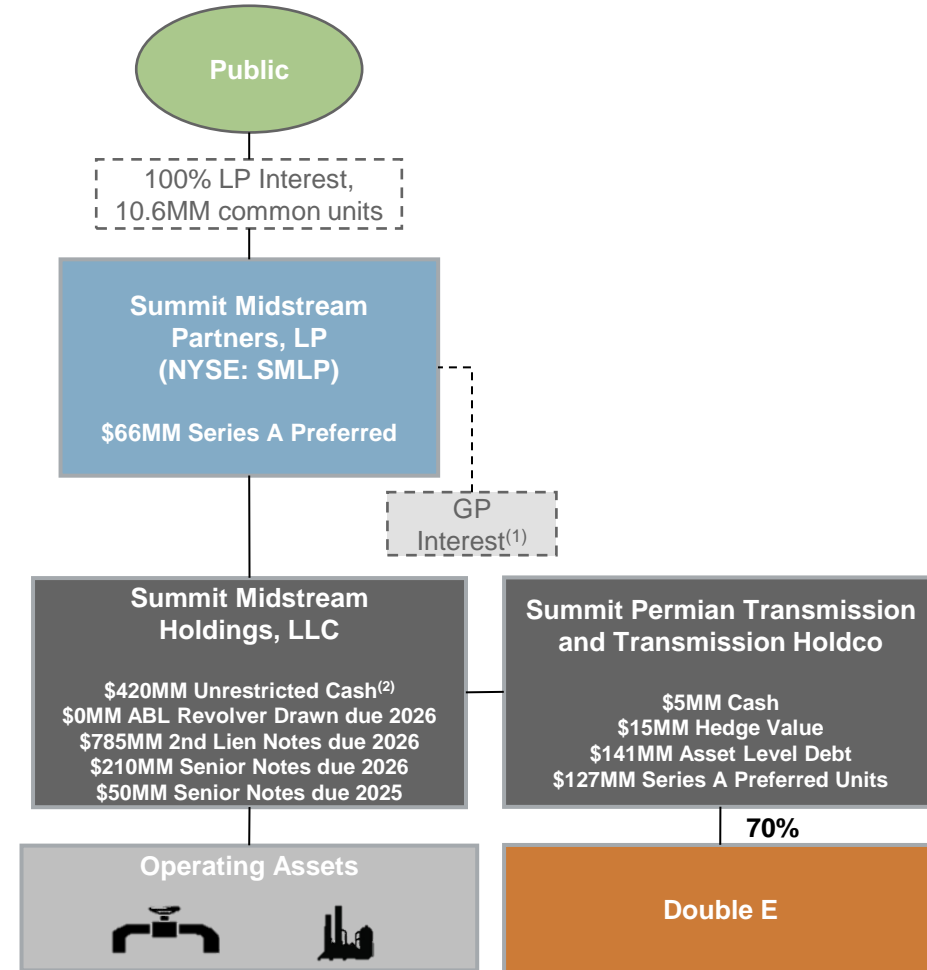 Public
100% LP Interest,
10.6MM common units
Summit Midstream
Partners, LP
(NYSE: SMLP)
$66MM Series A Preferred
GP
Interest(1)
Summit Midstream
Holdings, LLC
$420MM Unrestricted Cash(2)
$0MM ABL Revolver Drawn due 2026
$785MM 2nd Lien Notes due 2026
$210MM Senior Notes due 2026
$50MM Senior Notes due 2025
Summit Permian Transmission
and Transmission Holdco
$5MM Cash
$15MM Hedge Value
$141MM Asset Level Debt
$127MM Series A Preferred Units
70%
Operating Assets
Double E